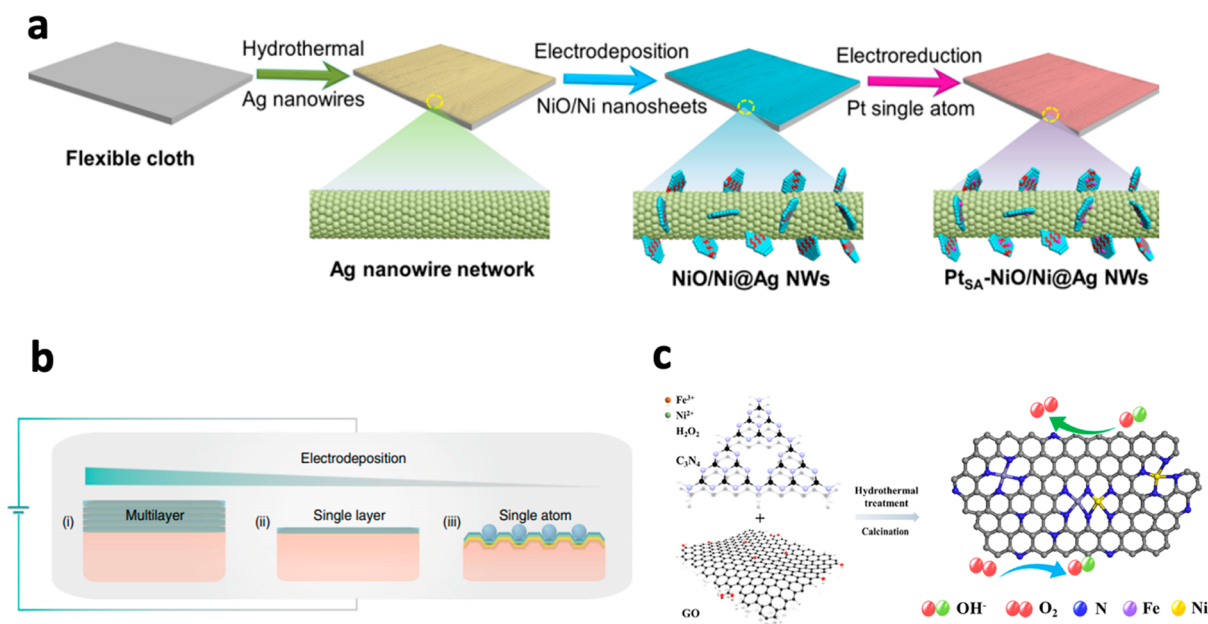 a
Hydrothermal
Ag nanowires
Electrodeposition
NiO/Ni nanosheets
Electroreduction
Pt single atom
Flexible cloth
Ag nanowire network
NiO/Ni@Ag NWs
PtSA-NiO/Ni@Ag NWs
b
Electrodeposition
(i)
Multilayer
(ii)
Single layer
(iii)
Single atom
c
Fe³⁺
Ni²⁺
H₂O₂
C₃N₄
+
GO
Hydrothermal
treatment
Calcination
OH⁻ O₂ N Fe Ni